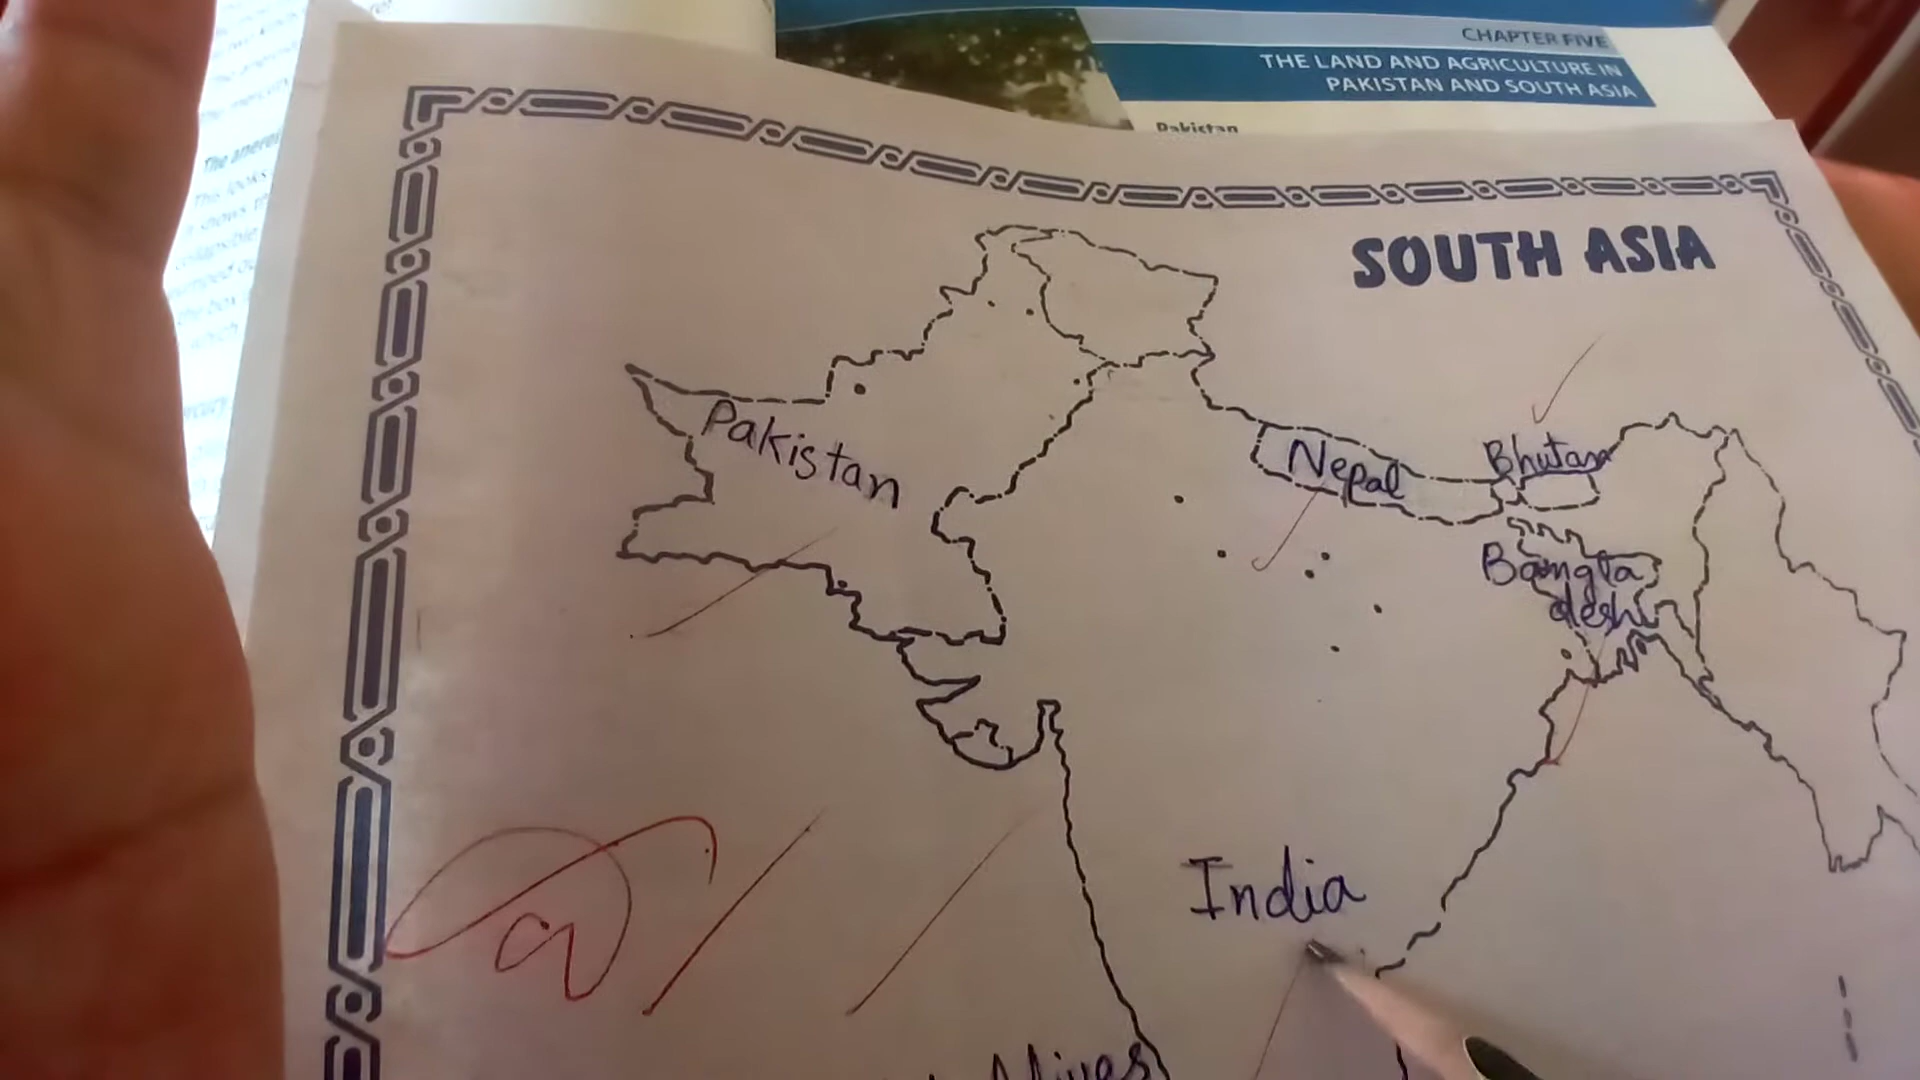 CHAPTER FIVE
THE LAND AND AGRICULTURE IN
PAKISTAN AND SOUTH ASIA
Pakistan
SOUTH ASIA
Pakistan
Nepal
Bhutan
Bangla
desh
India